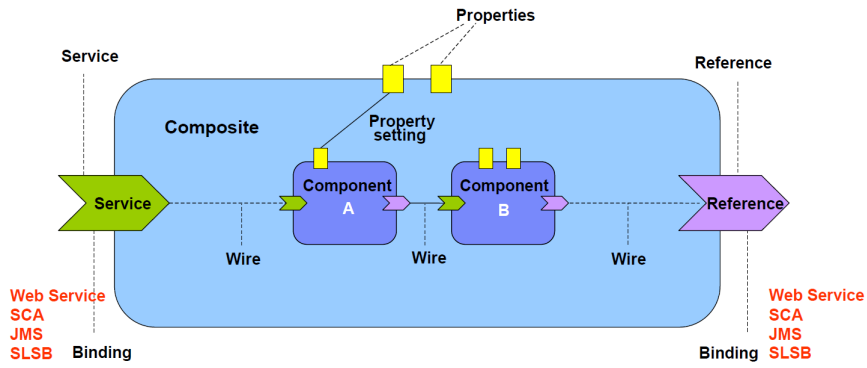 Properties
Service
Reference
Composite
Property
setting
Component
A
Component
B
Service
Reference
Wire
Wire
Wire
Web Service
SCA
JMS
SLSB
Binding
Binding
Web Service
SCA
JMS
SLSB